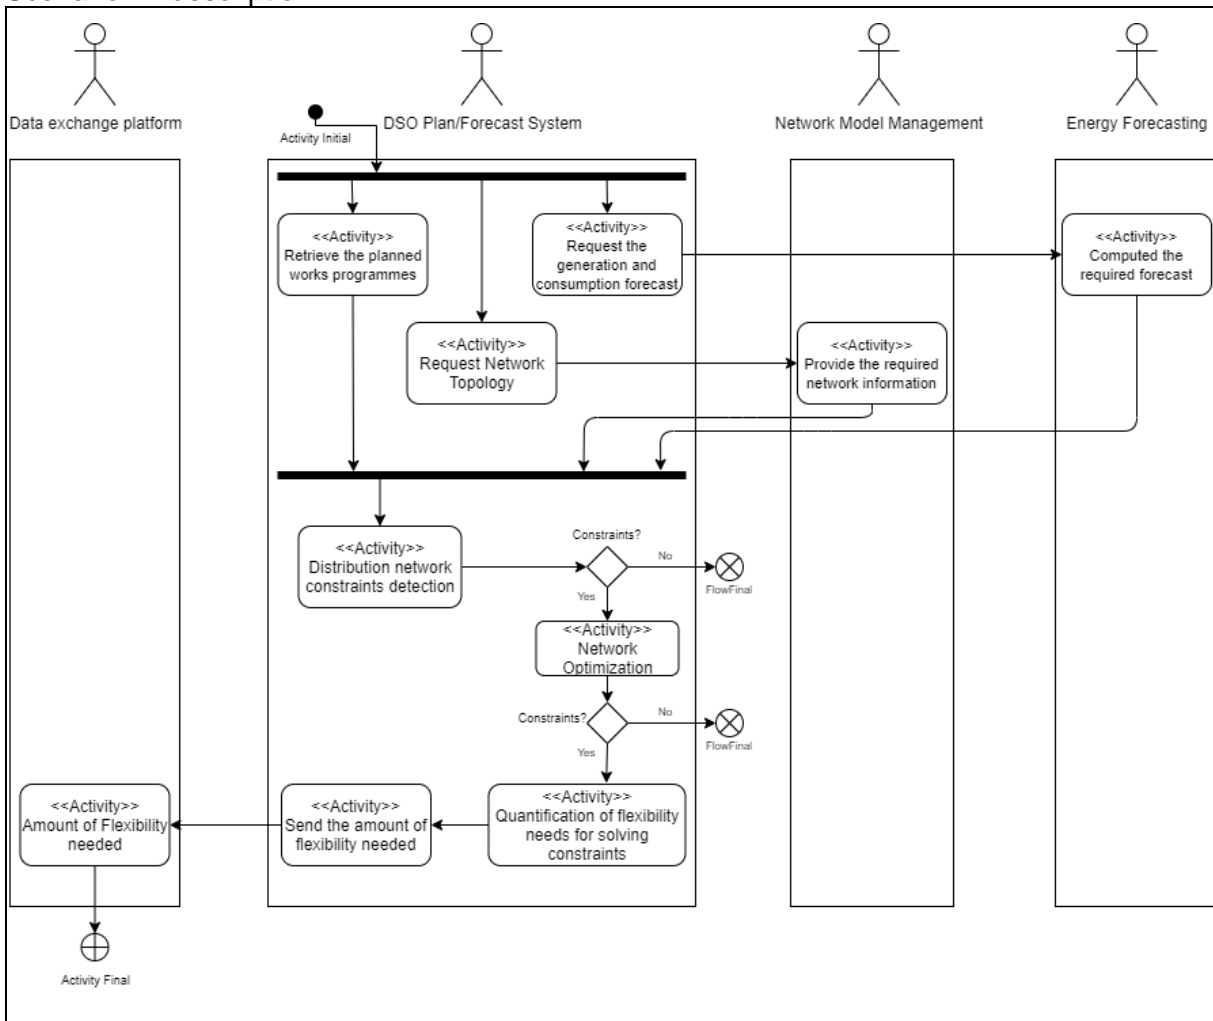 Data exchange platform
DSO Plan/Forecast System
Network Model Management
Energy Forecasting
Activity Initial
<<Activity>>
Retrieve the planned
works programmes
<<Activity>>
Request the
generation and
consumption forecast
<<Activity>>
Computed the
required forecast
<<Activity>>
Request Network
Topology
<<Activity>>
Provide the required
network information
<<Activity>>
Distribution network
constraints detection
Constraints?
No
FlowFinal
Yes
<<Activity>>
Network
Optimization
Constraints?
No
FlowFinal
Yes
<<Activity>>
Amount of Flexibility
needed
<<Activity>>
Send the amount of
flexibility needed
<<Activity>>
Quantification of flexibility
needs for solving
constraints
Activity Final